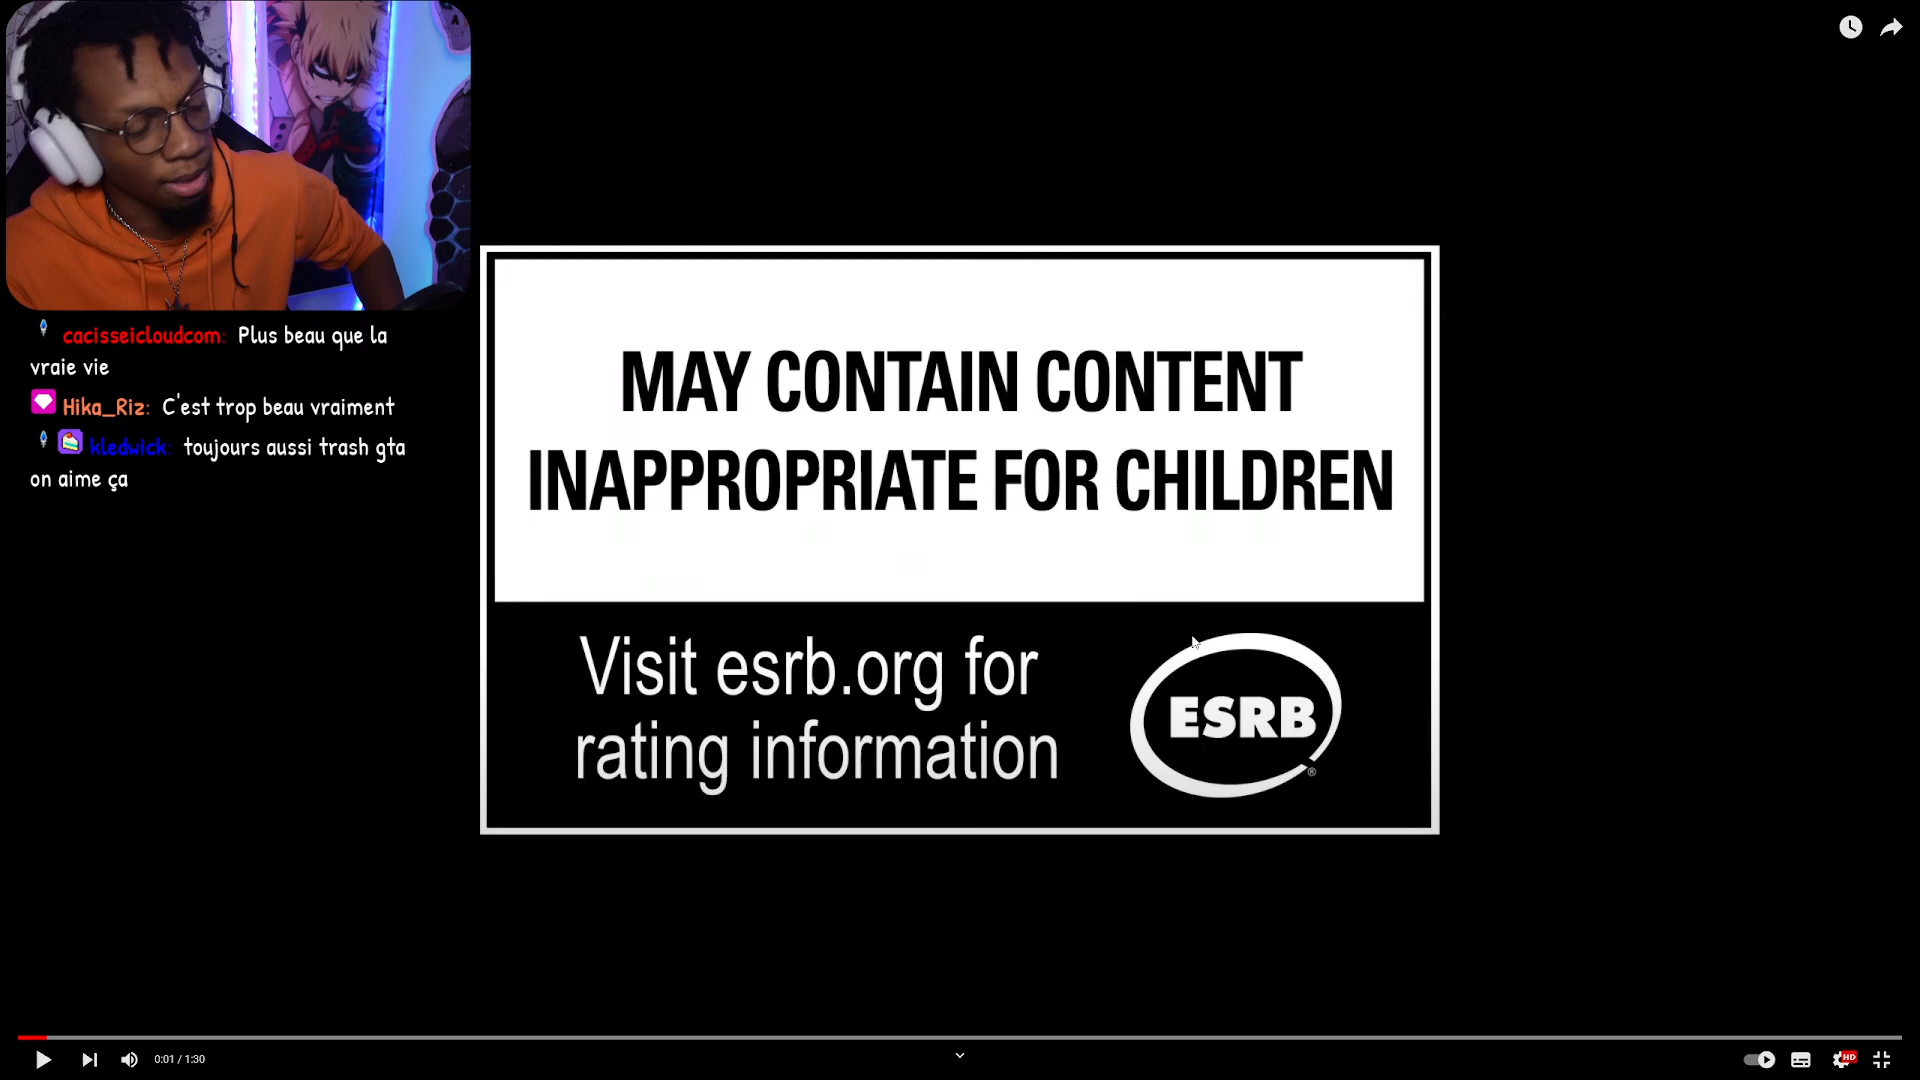 cacisseicloudcom: Plus beau que la
vraie vie
Hika_Riz: C'est trop beau vraiment
kledwick: toujours aussi trash gta
on aime ça
MAY CONTAIN CONTENT
INAPPROPRIATE FOR CHILDREN
Visit esrb.org for
rating information
ESRB
®
0:01 / 1:30
HD